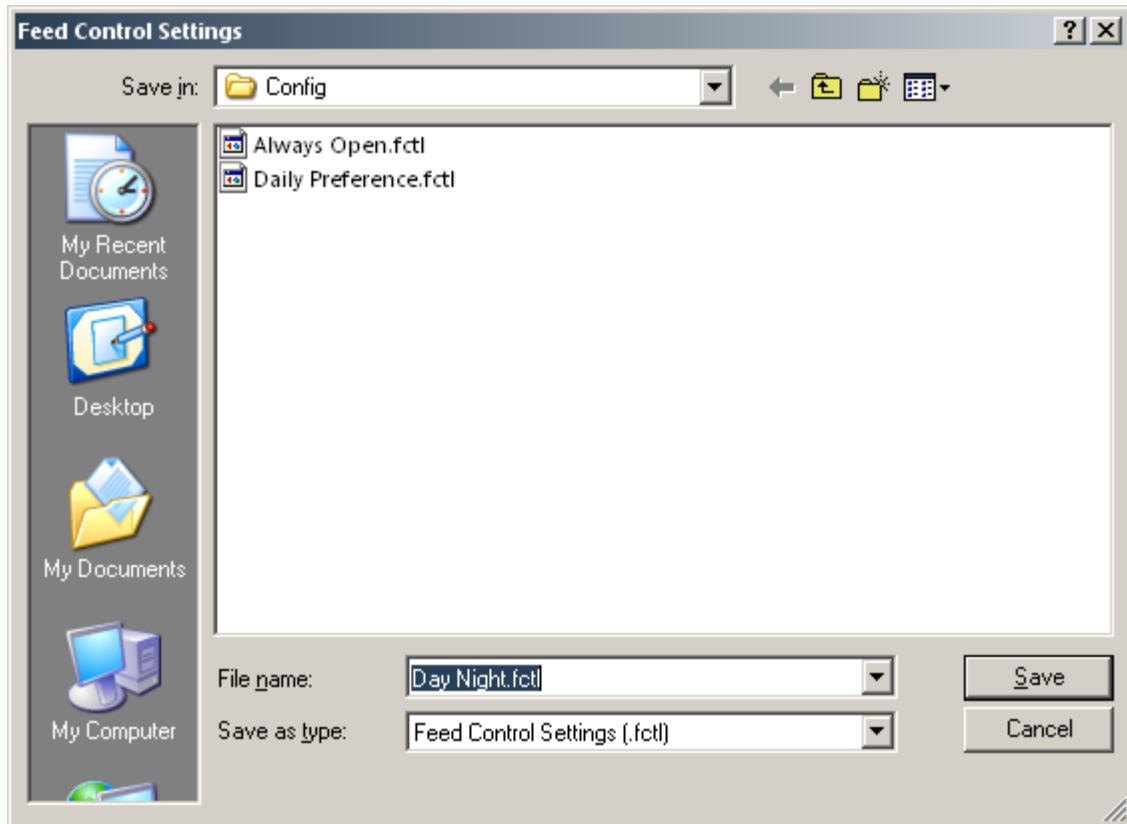 Feed Control Settings
Save in: Config
Always Open.fctl
Daily Preference.fctl
My Recent
Documents
Desktop
My Documents
My Computer
File name: Day Night.fctl Save
Save as type: Feed Control Settings (.fctl) Cancel